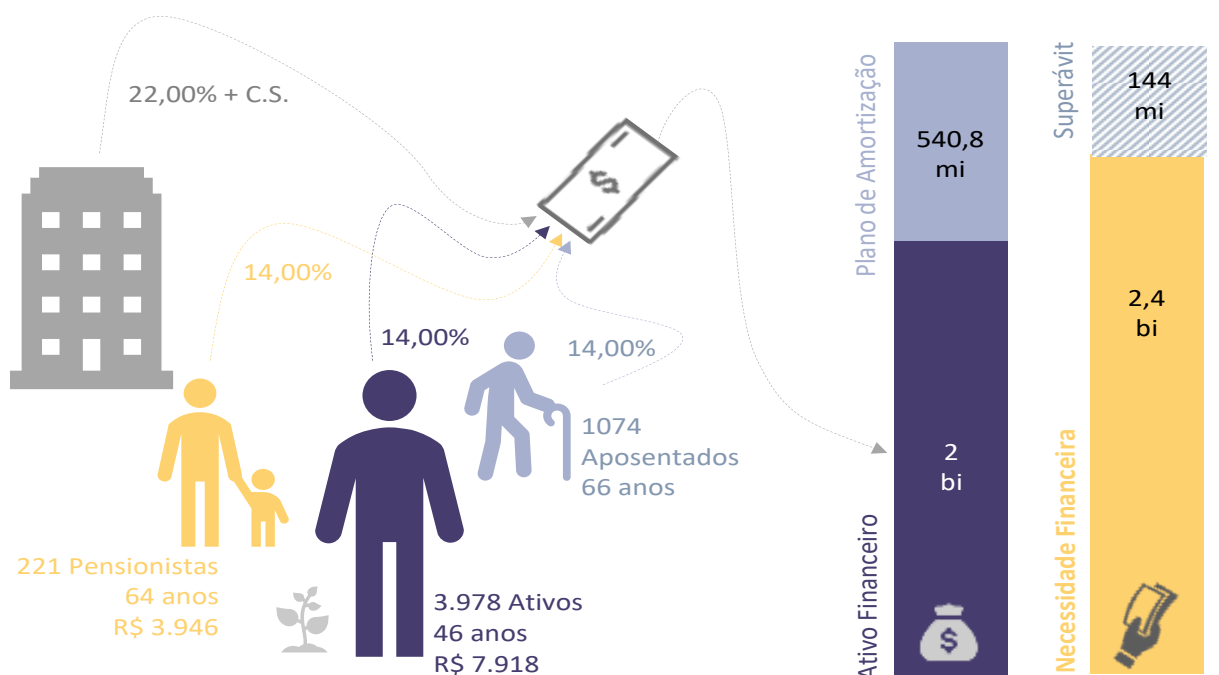 22,00% + C.S.
14,00%
14,00%
14,00%
1074
Aposentados
66 anos
221 Pensionistas
64 anos
R$ 3.946
3.978 Ativos
46 anos
R$ 7.918
$
Plano de Amortização
540,8
mi
Ativo Financeiro
2
bi
$
Superávit
144
mi
Necessidade Financeira
2,4
bi